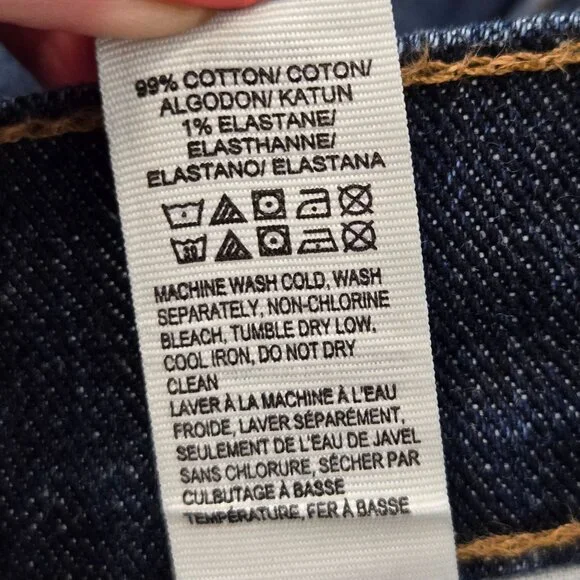 99% COTTON/ COTON/
ALGODON/ KATUN
1% ELASTANE/
ELASTHANNE/
ELASTANO/ ELASTANA
30
MACHINE WASH COLD, WASH
SEPARATELY, NON-CHLORINE
BLEACH, TUMBLE DRY LOW,
COOL IRON, DO NOT DRY
CLEAN
LAVER À LA MACHINE À L'EAU
FROIDE, LAVER SÉPARÉMENT,
SEULEMENT DE L'EAU DE JAVEL
SANS CHLORURE, SÉCHER PAR
CULBUTAGE À BASSE
TEMPÉRATURE, FER À BASSE